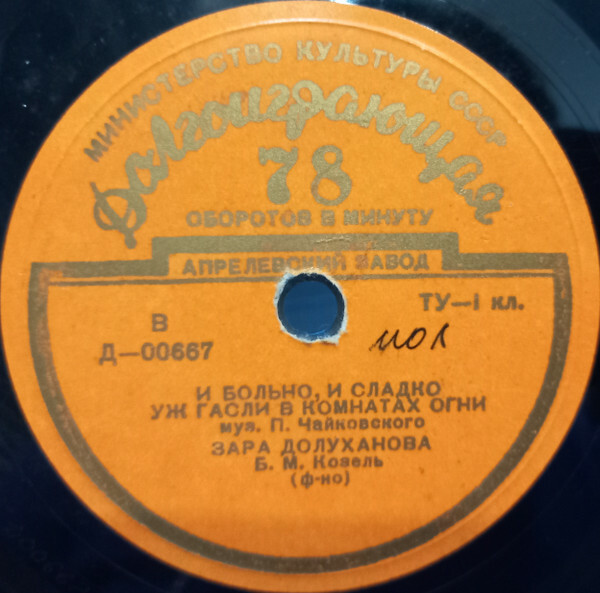 МИНИСТЕРСТВО КУЛЬТУРЫ СССР
Долгоиграющая
78
ОБОРОТОВ В МИНУТУ
АПРЕЛЕВСКИЙ ЗАВОД
В
Д—00667
ТУ—1 кл.
И БОЛЬНО, И СЛАДКО
УЖ ГАСЛИ В КОМНАТАХ ОГНИ
муз. П. Чайковского
ЗАРА ДОЛУХАНОВА
Б. М. Козель
(ф-но)